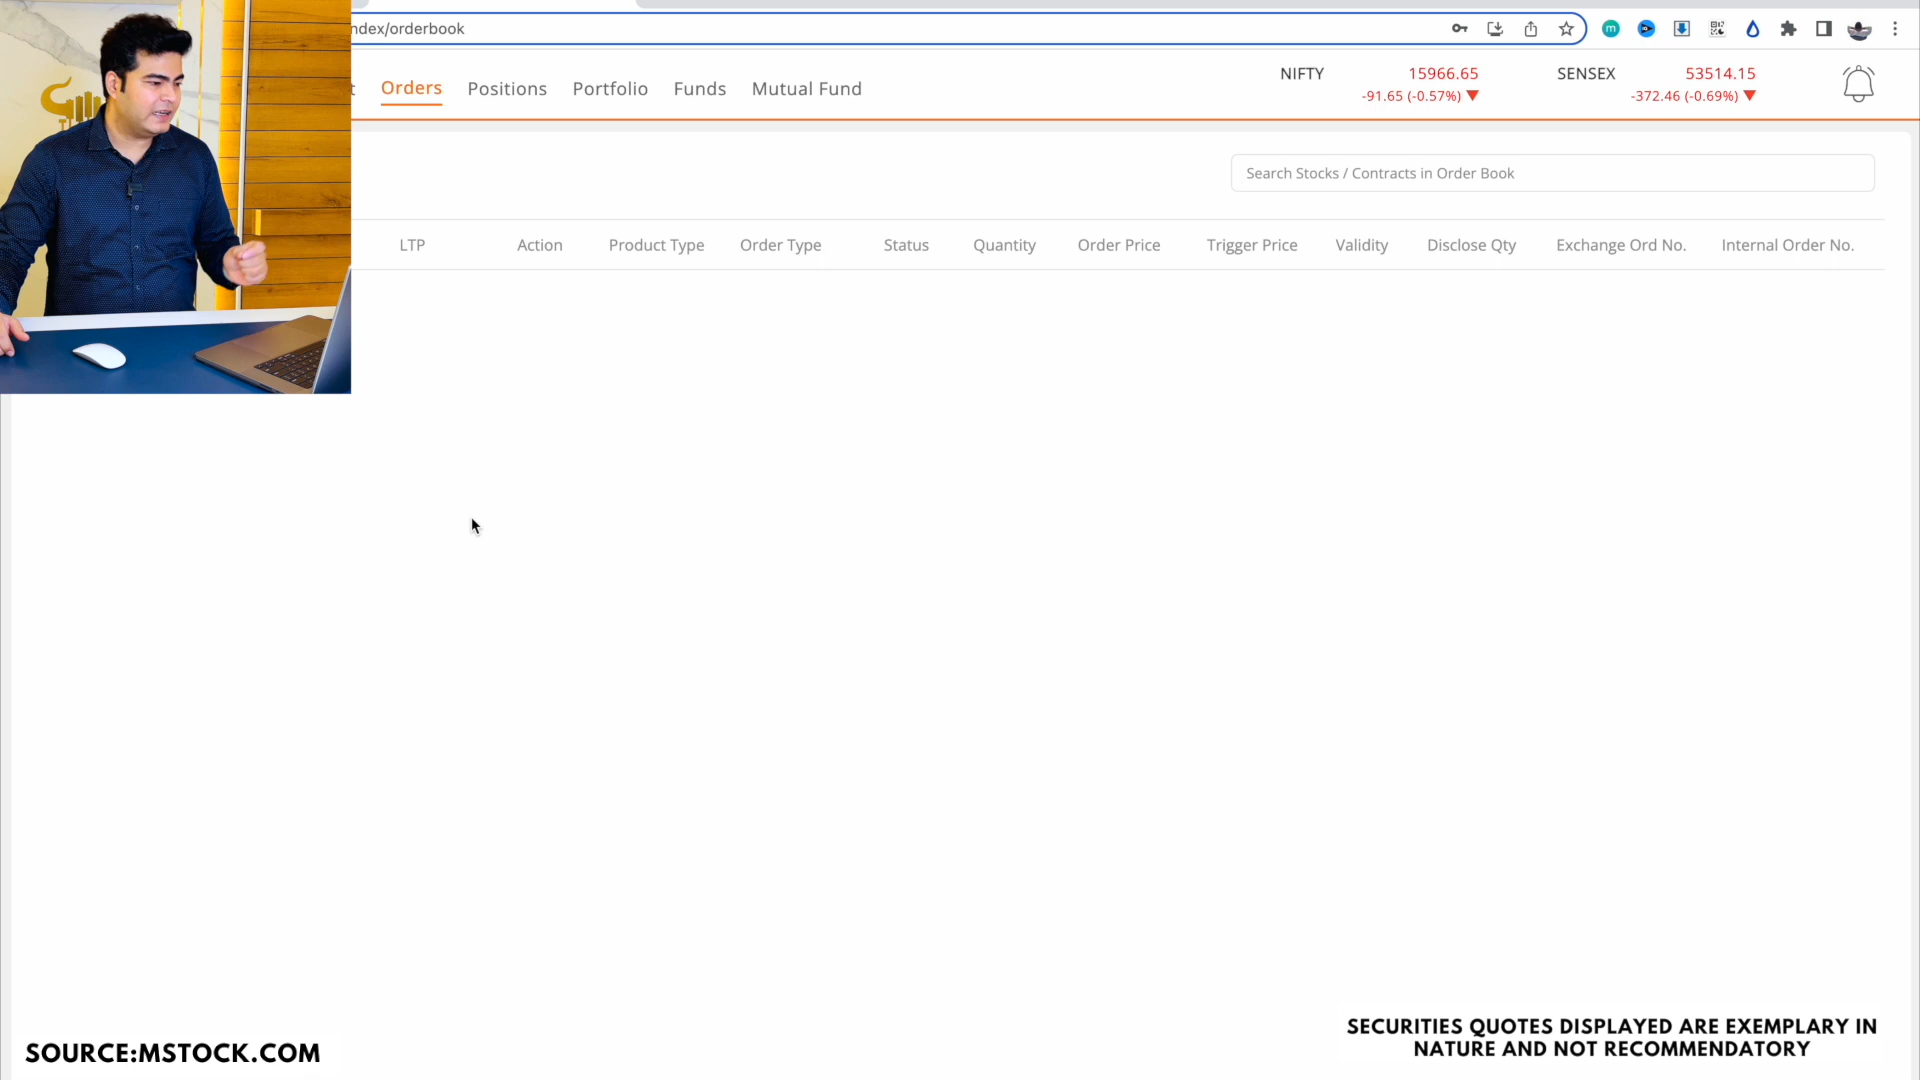 ndex/orderbook
m
t Orders Positions Portfolio Funds Mutual Fund
NIFTY 15966.65 SENSEX 53514.15
-91.65 (-0.57%) -372.46 (-0.69%)
Search Stocks / Contracts in Order Book
LTP Action Product Type Order Type Status Quantity Order Price Trigger Price Validity Disclose Qty Exchange Ord No. Internal Order No.
SECURITIES QUOTES DISPLAYED ARE EXEMPLARY IN
NATURE AND NOT RECOMMENDATORY
SOURCE:MSTOCK.COM